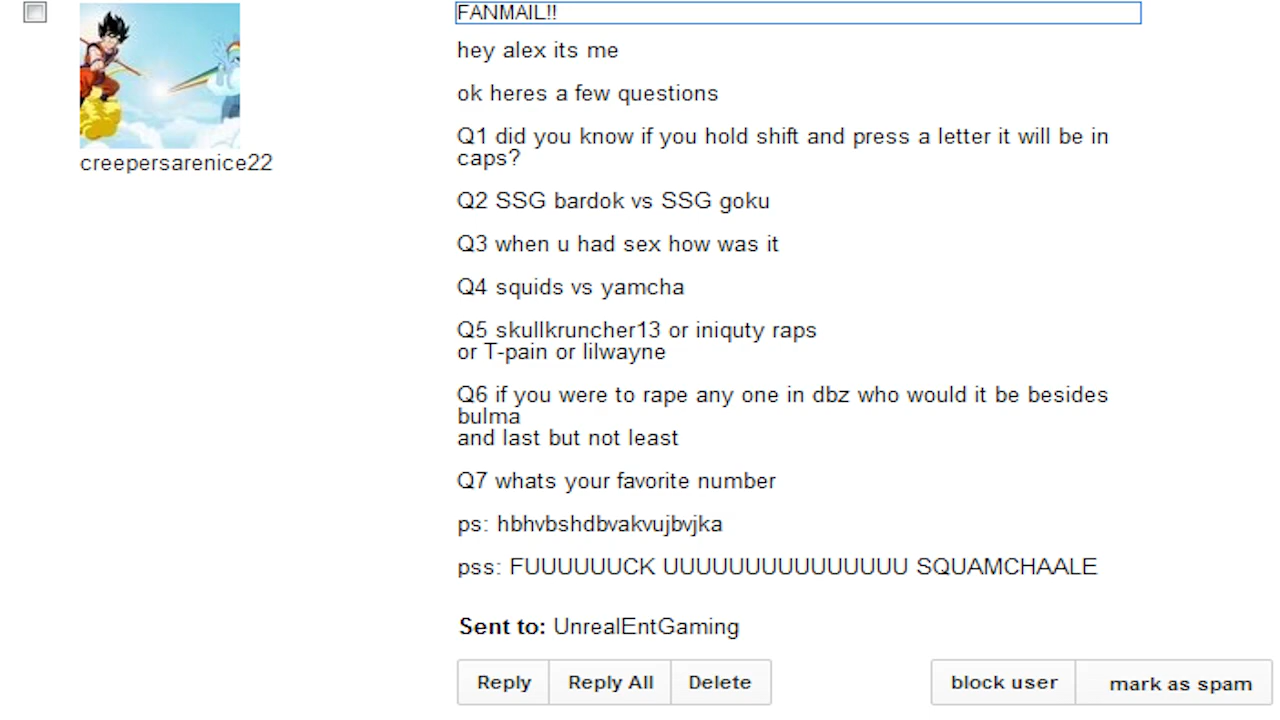 FANMAIL!!
hey alex its me
ok heres a few questions
Q1 did you know if you hold shift and press a letter it will be in
caps?
creepersarenice22
Q2 SSG bardok vs SSG goku
Q3 when u had sex how was it
Q4 squids vs yamcha
Q5 skullkruncher13 or iniquty raps
or T-pain or lilwayne
Q6 if you were to rape any one in dbz who would it be besides
bulma
and last but not least
Q7 whats your favorite number
ps: hbhvbshdbvakvujbvjka
pss: FUUUUUUCK UUUUUUUUUUUUUUU SQUAMCHAALE
Sent to: UnrealEntGaming
Reply Reply All Delete block user mark as spam